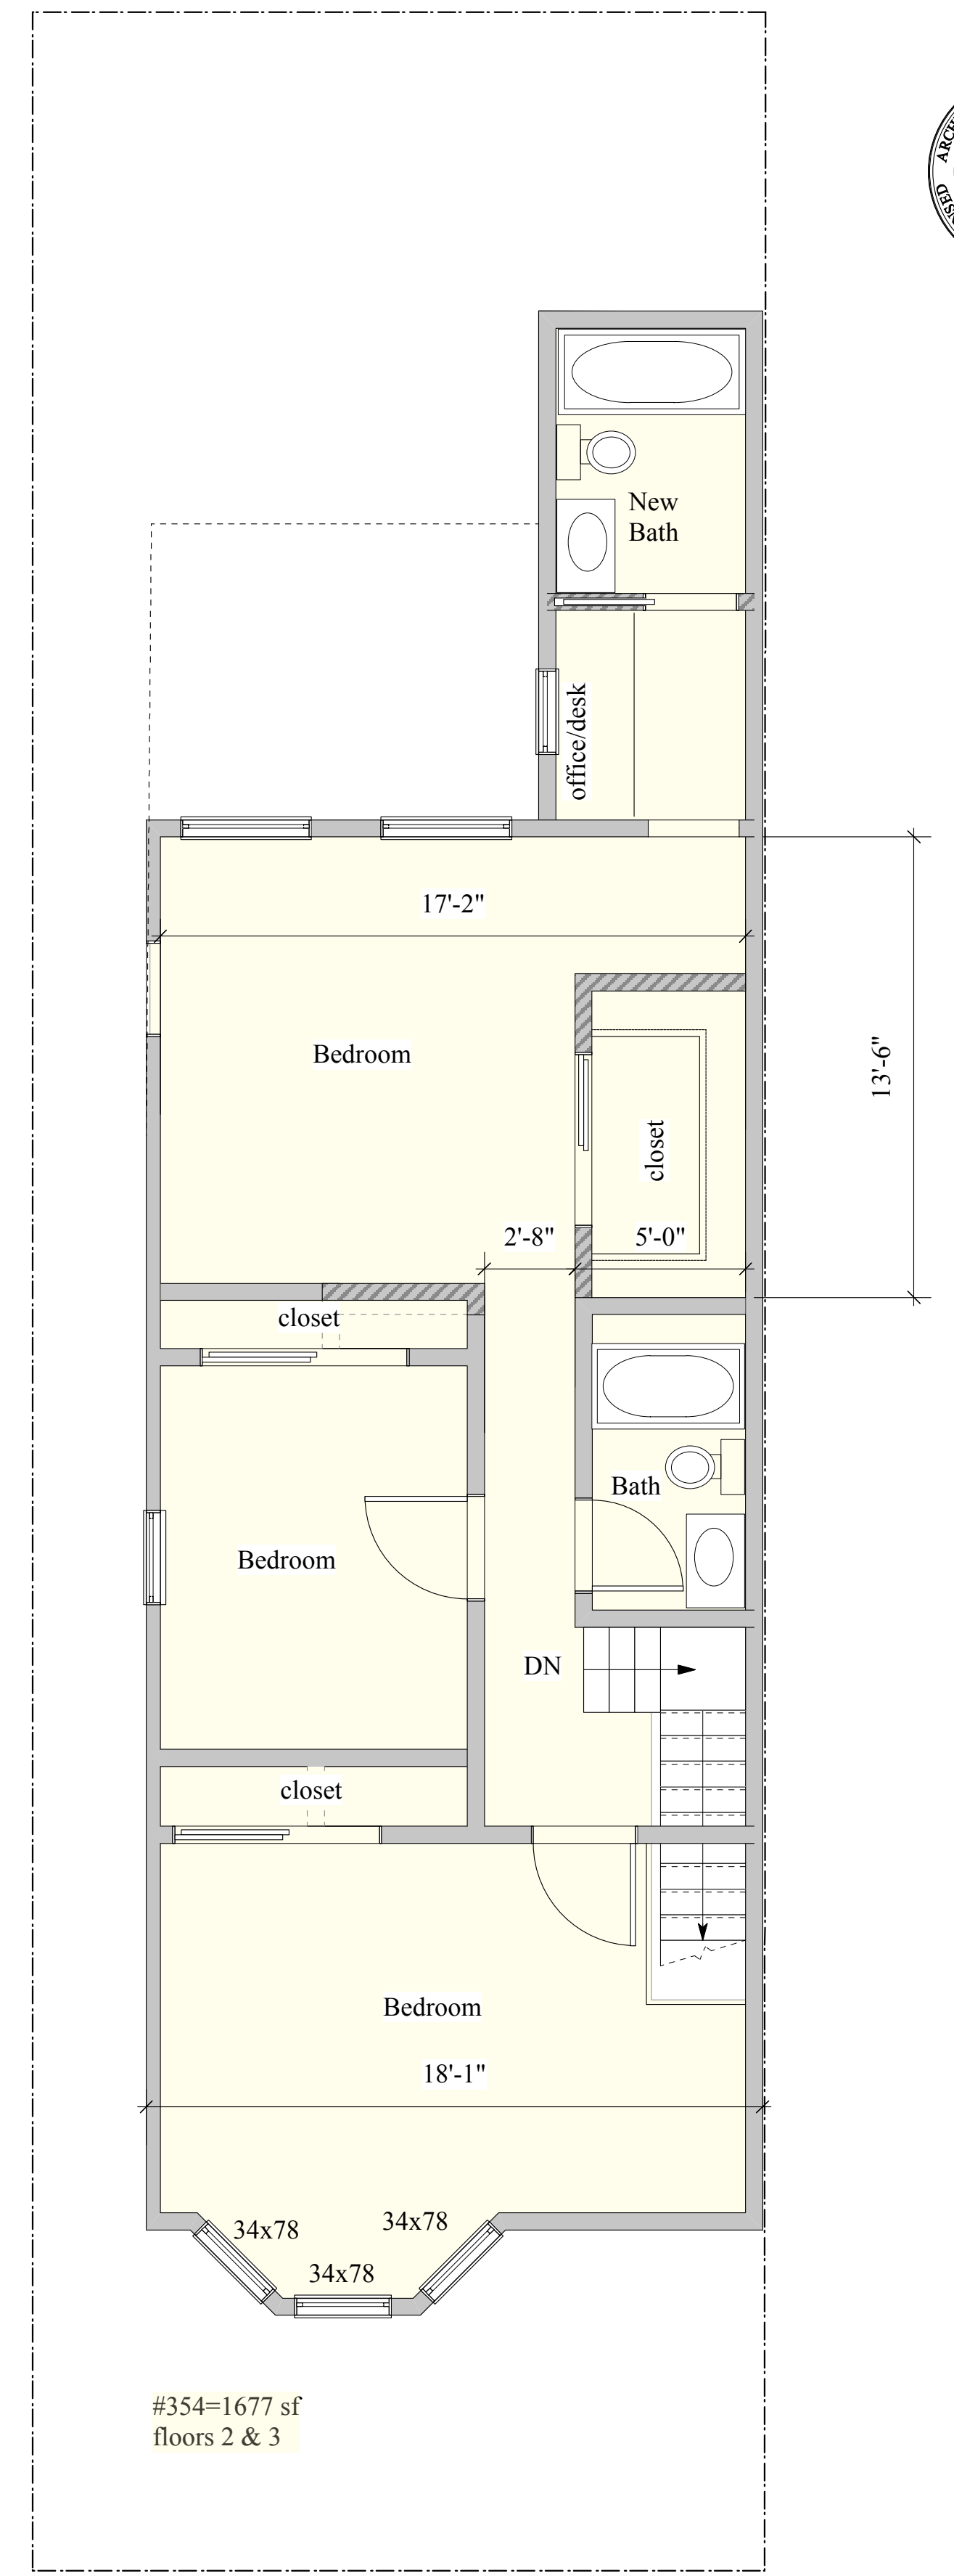 ARCHI
New
Bath
office/desk
17'-2"
Bedroom
13'-6"
closet
2'-8"
5'-0"
closet
Bath
Bedroom
DN
closet
Bedroom
18'-1"
34x78
34x78
34x78
#354=1677 sf
floors 2 & 3